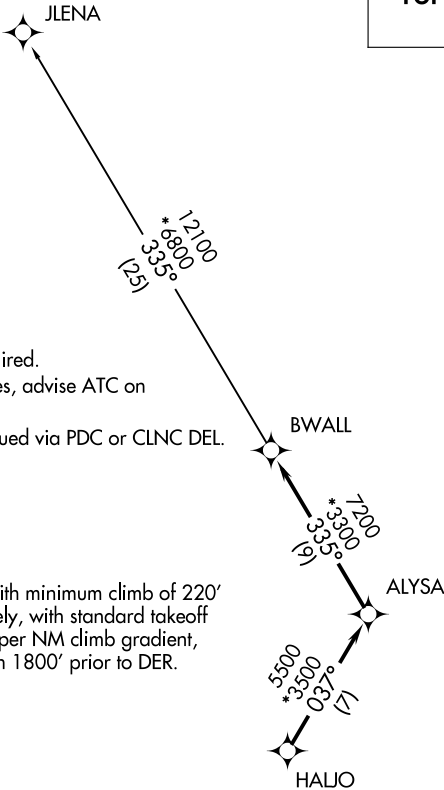 JLENA
12100
*6800
335°
(25)
ired.
es, advise ATC on
ued via PDC or CLNC DEL.
BWALL
7200
*3300
335°
(9)
ith minimum climb of 220'
ely, with standard takeoff
per NM climb gradient,
n 1800' prior to DER.
ALYSA
5500
*3500
037°
(7)
HALJO